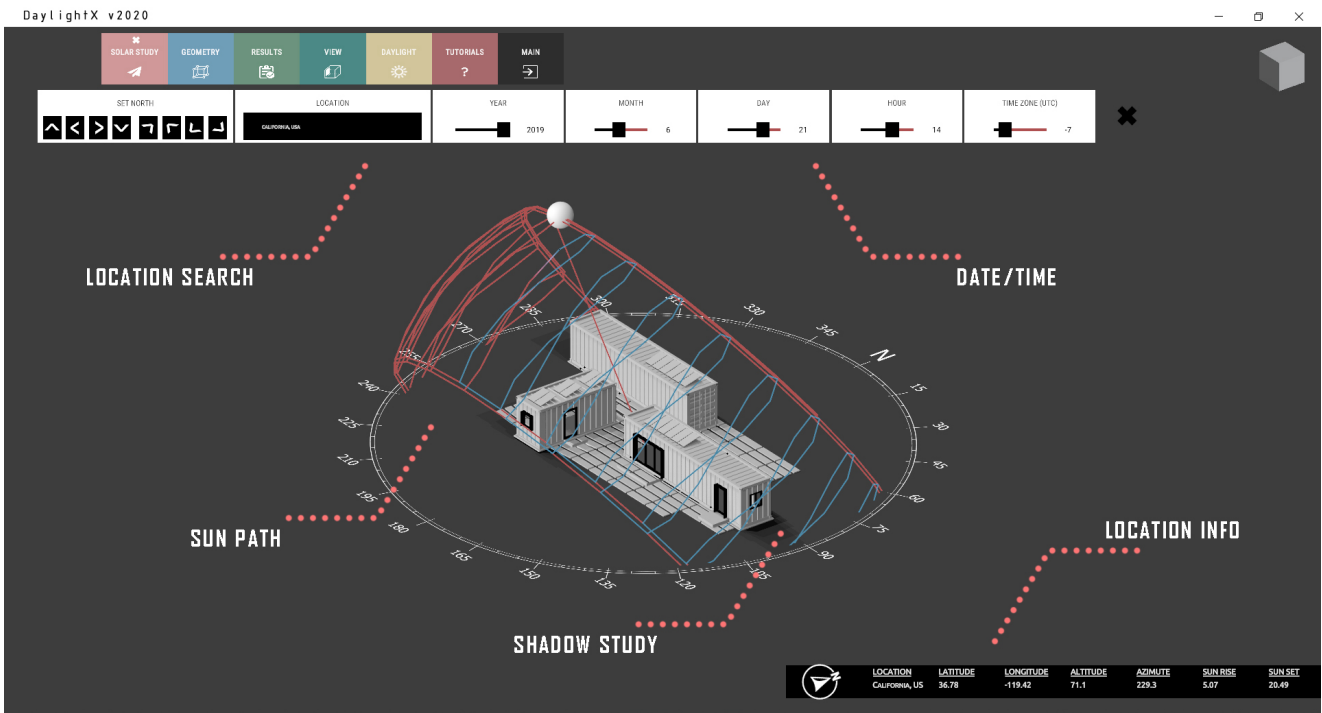 DaylightX v2020
SOLAR STUDY GEOMETRY RESULTS VIEW DAYLIGHT TUTORIALS MAIN
?
SET NORTH LOCATION YEAR MONTH DAY HOUR TIME ZONE (UTC)
CALIFORNIA, USA 2019 6 21 14 -7
LOCATION SEARCH
DATE/TIME
285 300 315 330 345 N 15 30 45 60 75 90 105 120 135 150 165 180 195 210 225 240 255 270
SUN PATH
LOCATION INFO
SHADOW STUDY
N
LOCATION LATITUDE LONGITUDE ALTITUDE AZIMUTE SUN RISE SUN SET
CALIFORNIA, US 36.78 -119.42 71.1 229.3 5.07 20.49